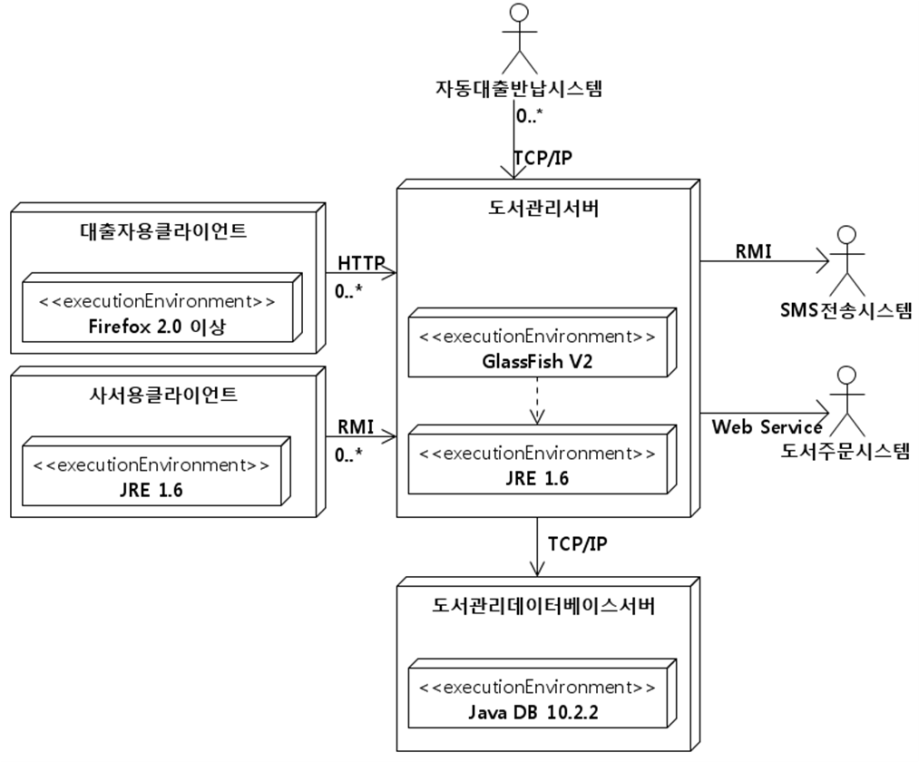 자동대출반납시스템
0..*
TCP/IP
도서관리서버
대출자용클라이언트
HTTP
0..*
<<executionEnvironment>>
Firefox 2.0 이상
RMI
SMS전송시스템
<<executionEnvironment>>
GlassFish V2
사서용클라이언트
RMI
0..*
<<executionEnvironment>>
JRE 1.6
<<executionEnvironment>>
JRE 1.6
Web Service
도서주문시스템
TCP/IP
도서관리데이터베이스서버
<<executionEnvironment>>
Java DB 10.2.2